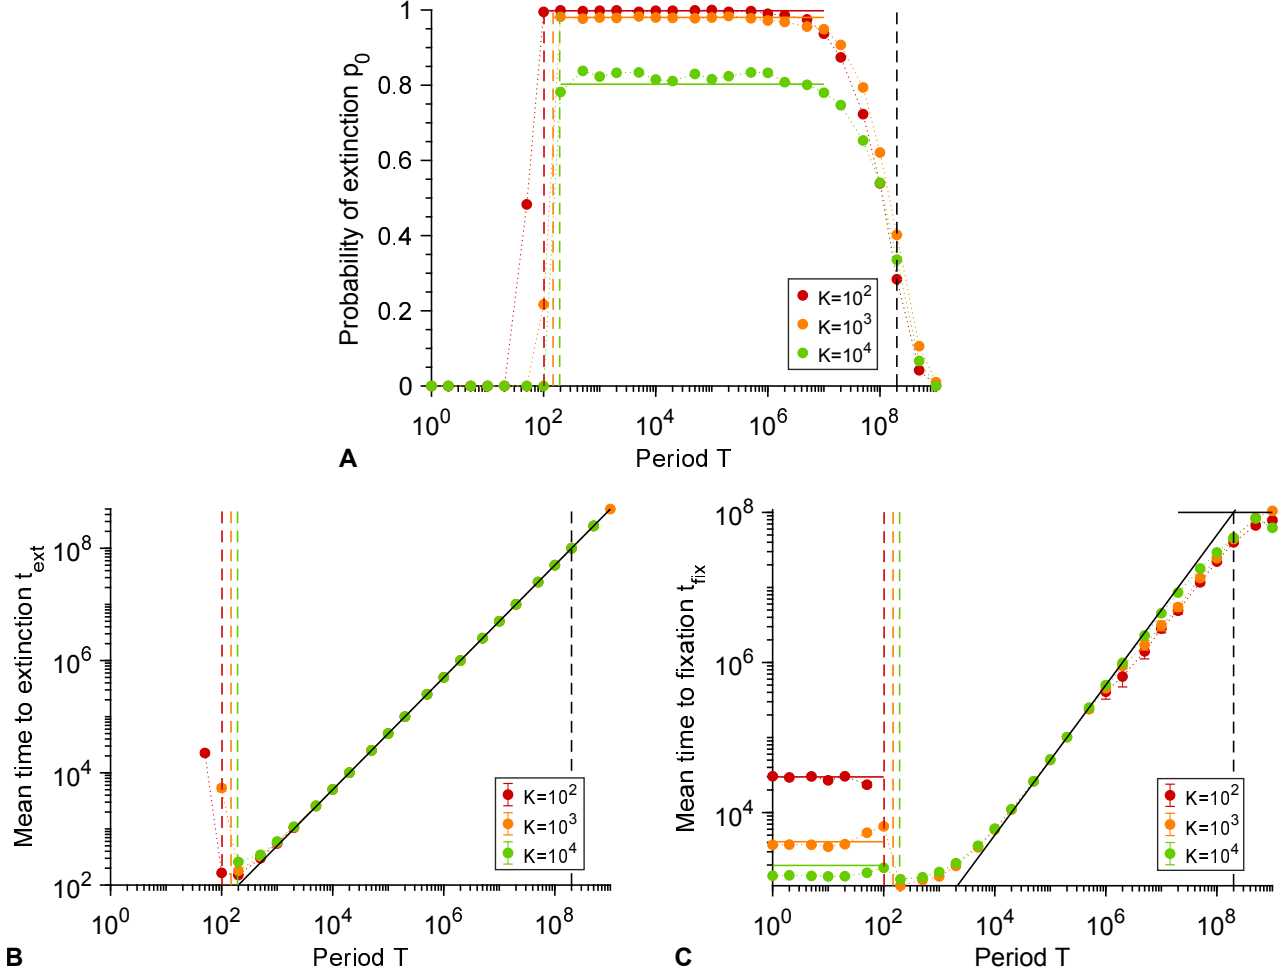 Probability of extinction p0
1
0.8
0.6
0.4
0.2
0
K=10^2
K=10^3
K=10^4
10^0 10^2 10^4 10^6 10^8
Period T
A
Mean time to extinction t_ext
10^8
10^6
10^4
10^2
K=10^2
K=10^3
K=10^4
10^0 10^2 10^4 10^6 10^8
Period T
B
Mean time to fixation t_fix
10^8
10^6
10^4
K=10^2
K=10^3
K=10^4
10^0 10^2 10^4 10^6 10^8
Period T
C